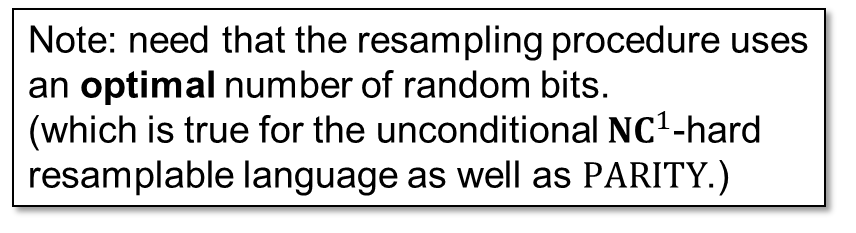 Note: need that the resampling procedure uses
an optimal number of random bits.
(which is true for the unconditional NC¹-hard
resamplable language as well as PARITY.)